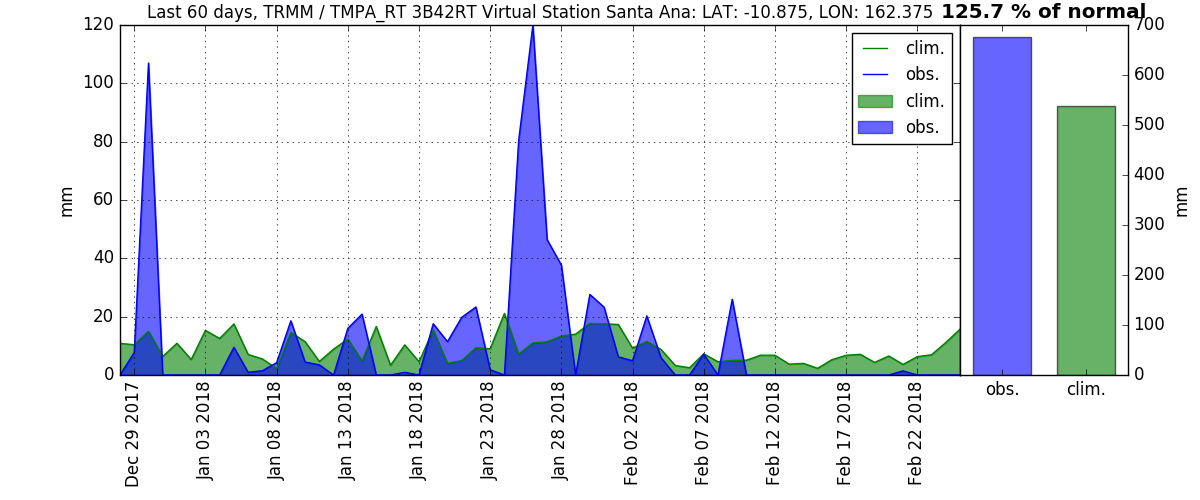 Last 60 days, TRMM / TMPA_RT 3B42RT Virtual Station Santa Ana: LAT: -10.875, LON: 162.375 125.7 % of normal
120
100
80
60
40
20
0
mm
clim.
obs.
clim.
obs.
700
600
500
400
300
200
100
0
mm
obs.
clim.
Dec 29 2017
Jan 03 2018
Jan 08 2018
Jan 13 2018
Jan 18 2018
Jan 23 2018
Jan 28 2018
Feb 02 2018
Feb 07 2018
Feb 12 2018
Feb 17 2018
Feb 22 2018